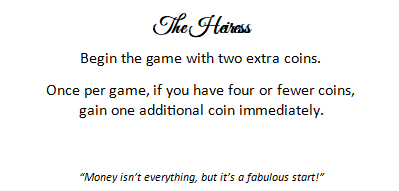 The Heiress
Begin the game with two extra coins.
Once per game, if you have four or fewer coins,
gain one additional coin immediately.
“Money isn’t everything, but it’s a fabulous start!”